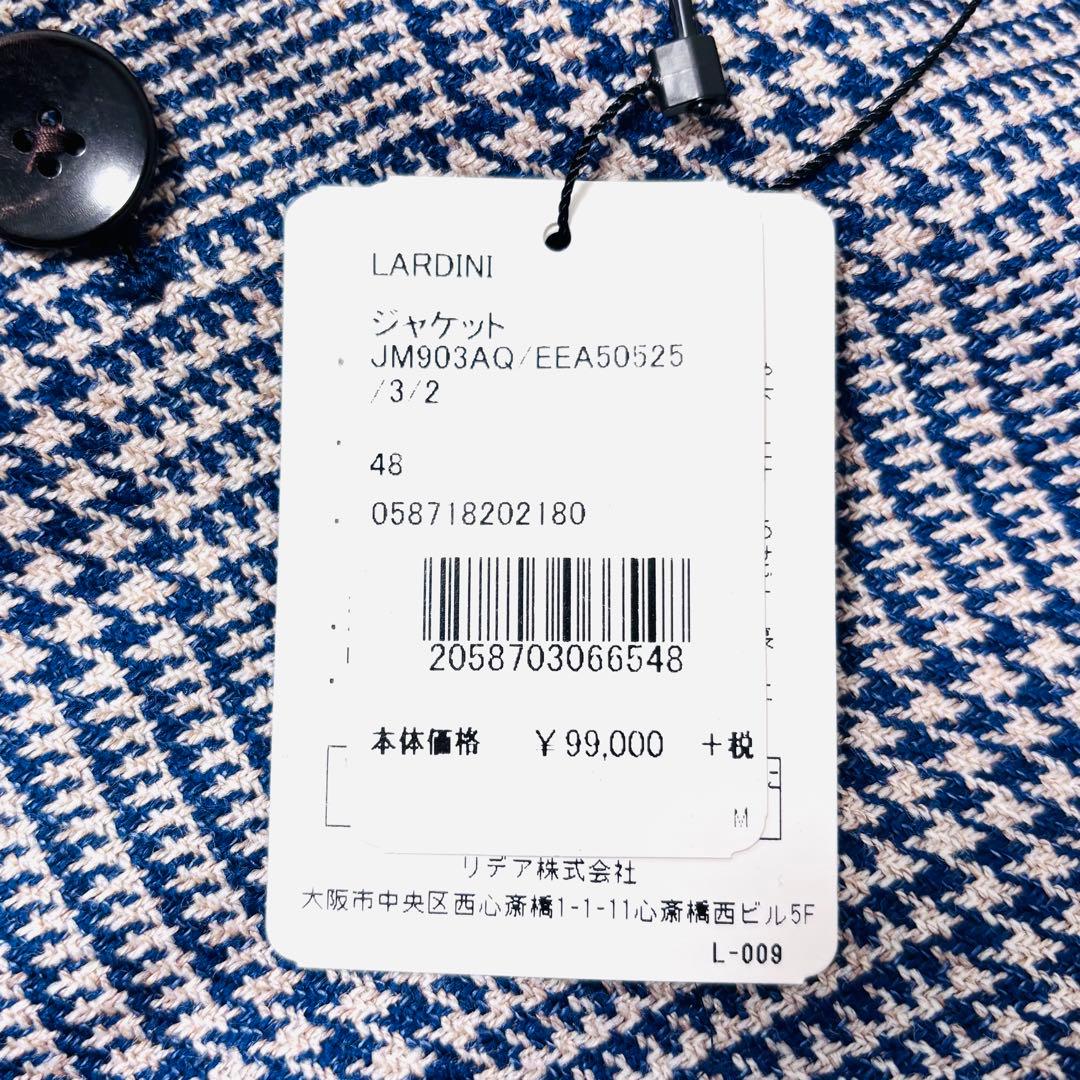 LARDINI
ジャケット
JM903AQ/EEA50525
/3/2
48
058718202180
2058703066548
本体価格 ¥99,000 +税
M
リデア株式会社
大阪市中央区西心斎橋1-1-11心斎橋西ビル5F
L-009